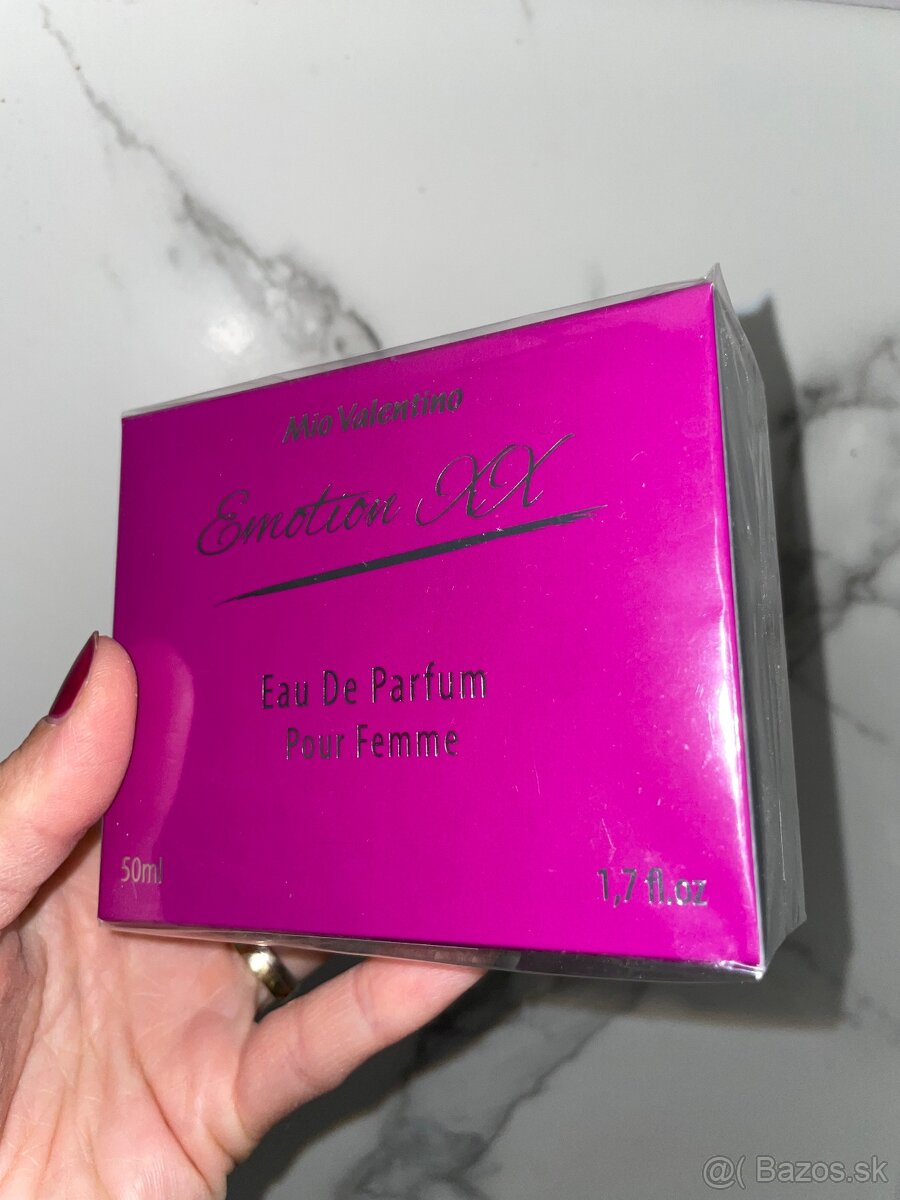 Mio Valentino
Emotion XX
Eau De Parfum
Pour Femme
50ml
1,7 fl.oz
@( Bazos.sk